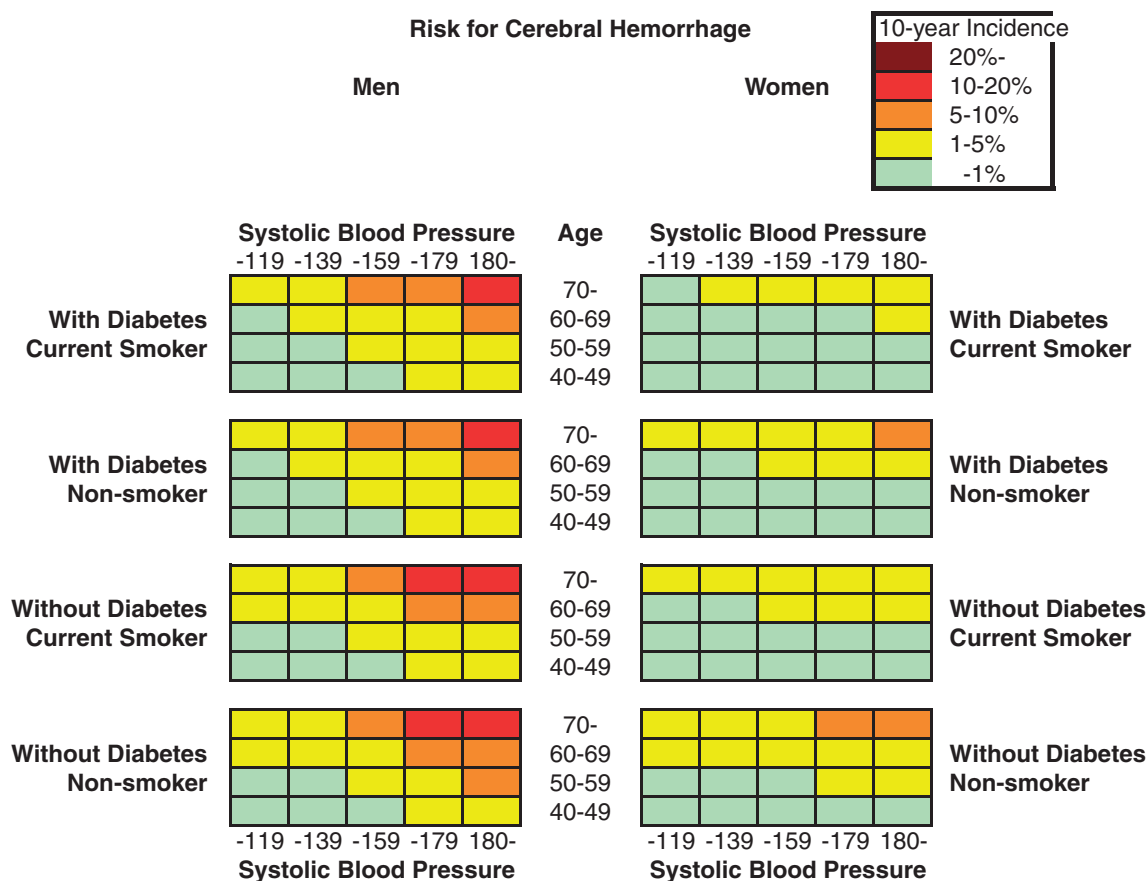 Risk for Cerebral Hemorrhage
Men
Women
10-year Incidence
20%-
10-20%
5-10%
1-5%
-1%
Systolic Blood Pressure
Age
Systolic Blood Pressure
-119 -139 -159 -179 180-
-119 -139 -159 -179 180-
With Diabetes
Current Smoker
70-
60-69
50-59
40-49
With Diabetes
Current Smoker
With Diabetes
Non-smoker
70-
60-69
50-59
40-49
With Diabetes
Non-smoker
Without Diabetes
Current Smoker
70-
60-69
50-59
40-49
Without Diabetes
Current Smoker
Without Diabetes
Non-smoker
70-
60-69
50-59
40-49
Without Diabetes
Non-smoker
-119 -139 -159 -179 180-
Systolic Blood Pressure
-119 -139 -159 -179 180-
Systolic Blood Pressure